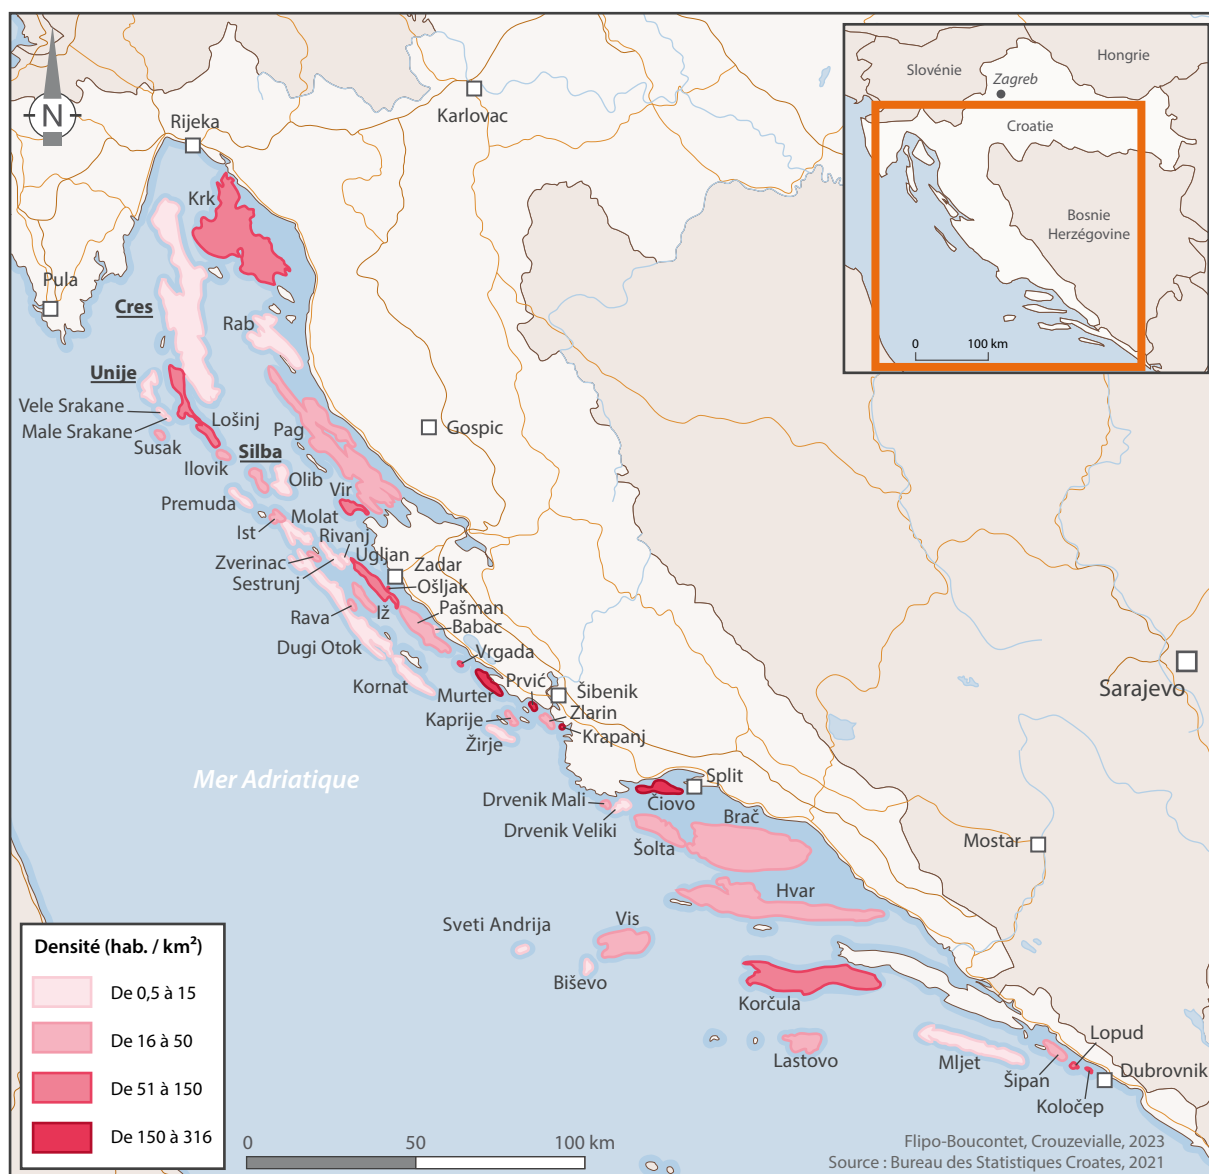 N
Rijeka
Karlovac
Krk
Pula
Cres
Rab
Unije
Vele Srakane
Male Srakane
Lošinj
Susak
Ilovik
Silba
Pag
Gospic
Olib
Vir
Premuda
Ist
Molat
Rivanj
Zverinac
Sestrunj
Ugljan
Zadar
Ošljak
Rava
Iž
Pašman
Babac
Dugi Otok
Vrgada
Kornat
Murter
Prvić
Šibenik
Kaprije
Zlarin
Žirje
Krapanj
Sarajevo
Mer Adriatique
Split
Drvenik Mali
Čiovo
Drvenik Veliki
Brač
Šolta
Mostar
Hvar
Vis
Sveti Andrija
Biševo
Korčula
Lastovo
Mljet
Lopud
Šipan
Dubrovnik
Koločep
Slovénie
Hongrie
Zagreb
Croatie
Bosnie
Herzégovine
0 100 km
Densité (hab. / km²)
De 0,5 à 15
De 16 à 50
De 51 à 150
De 150 à 316
0 50 100 km
Flipo-Boucontet, Crouzevialle, 2023
Source : Bureau des Statistiques Croates, 2021